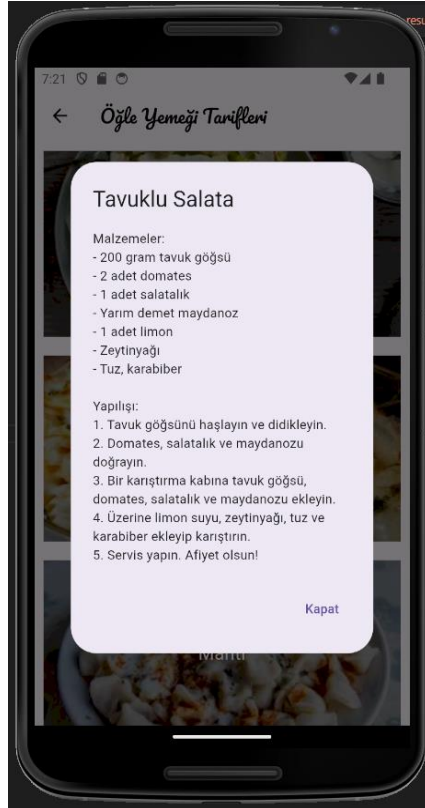 resu
7:21
Öğle Yemeği Tarifleri
Tavuklu Salata
Malzemeler:
- 200 gram tavuk göğsü
- 2 adet domates
- 1 adet salatalık
- Yarım demet maydanoz
- 1 adet limon
- Zeytinyağı
- Tuz, karabiber
Yapılışı:
1. Tavuk göğsünü haşlayın ve didikleyin.
2. Domates, salatalık ve maydanozu
doğrayın.
3. Bir karıştırma kabına tavuk göğsü,
domates, salatalık ve maydanozu ekleyin.
4. Üzerine limon suyu, zeytinyağı, tuz ve
karabiber ekleyip karıştırın.
5. Servis yapın. Afiyet olsun!
Kapat
Mantı